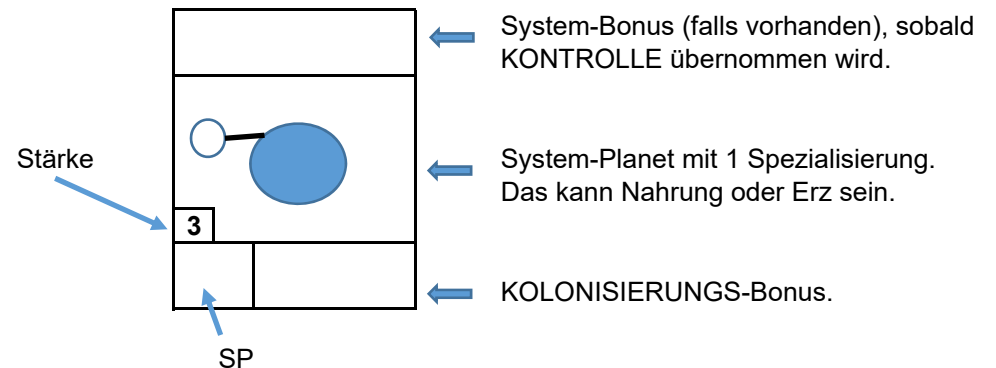 System-Bonus (falls vorhanden), sobald
KONTROLLE übernommen wird.
Stärke
System-Planet mit 1 Spezialisierung.
Das kann Nahrung oder Erz sein.
3
KOLONISIERUNGS-Bonus.
SP